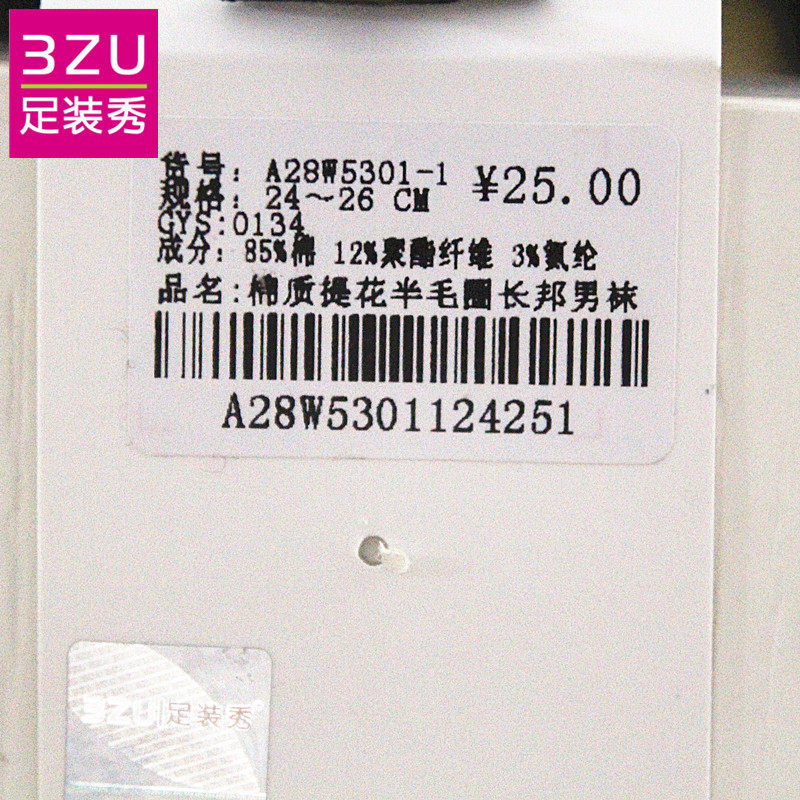 3ZU
足装秀
货号: A28W5301-1 ¥25.00
规格: 24～26 CM
GYS:0134
成分: 85%棉 12%聚酯纤维 3%氨纶
品名:棉质提花半毛圈长邦男袜
A28W5301124251
3ZU 足装秀